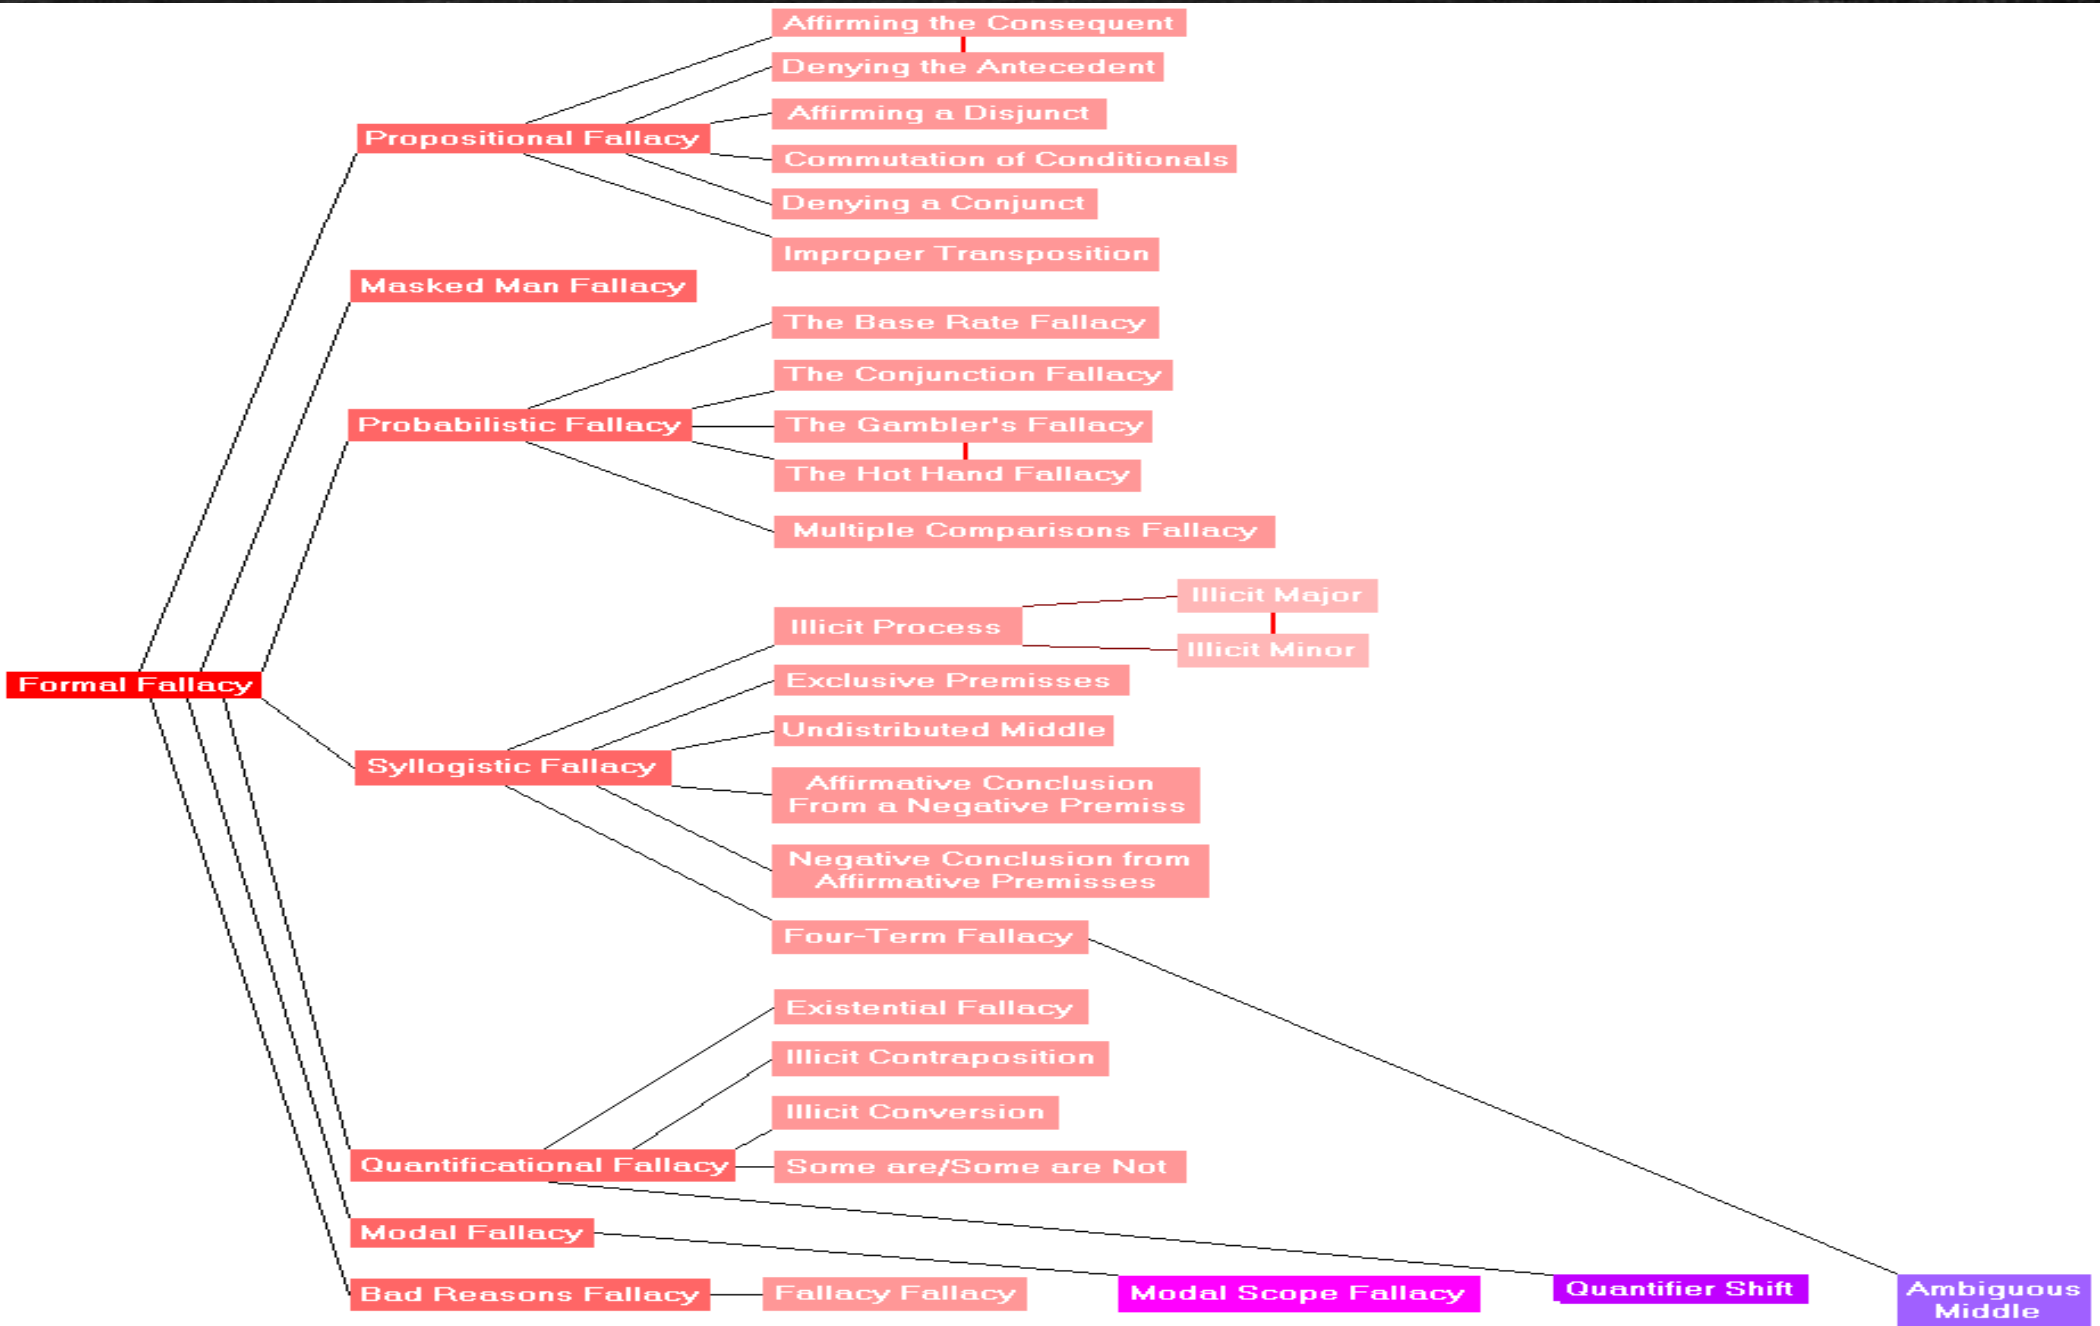 Affirming the Consequent
Denying the Antecedent
Affirming a Disjunct
Propositional Fallacy
Commutation of Conditionals
Denying a Conjunct
Improper Transposition
Masked Man Fallacy
The Base Rate Fallacy
The Conjunction Fallacy
Probabilistic Fallacy
The Gambler's Fallacy
The Hot Hand Fallacy
Multiple Comparisons Fallacy
Illicit Major
Illicit Process
Illicit Minor
Formal Fallacy
Exclusive Premisses
Undistributed Middle
Syllogistic Fallacy
Affirmative Conclusion
From a Negative Premiss
Negative Conclusion from
Affirmative Premisses
Four-Term Fallacy
Existential Fallacy
Illicit Contraposition
Illicit Conversion
Quantificational Fallacy
Some are/Some are Not
Modal Fallacy
Bad Reasons Fallacy
Fallacy Fallacy
Modal Scope Fallacy
Quantifier Shift
Ambiguous
Middle